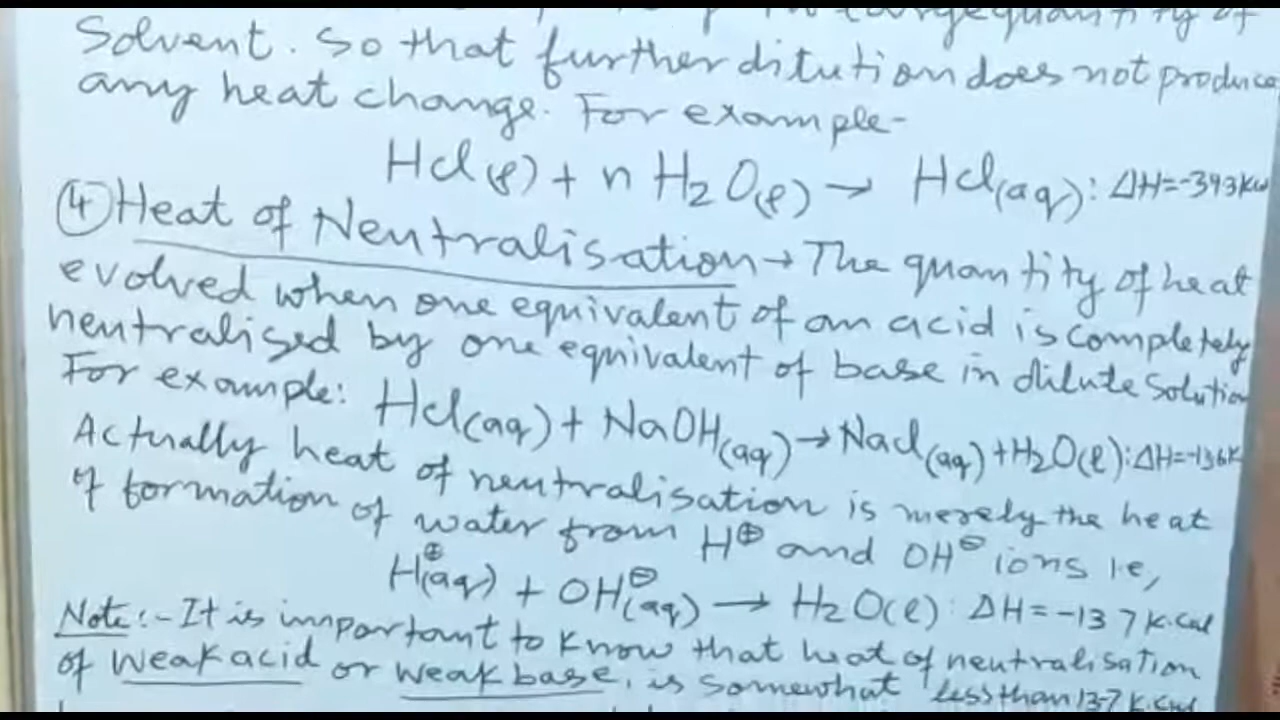 large quantity of
Solvent. So that further dilution does not produce
any heat change. For example-
HCl(g) + n H2O(l) → HCl(aq): ΔH=-393 K
④ Heat of Neutralisation → The quantity of heat
evolved when one equivalent of an acid is completely
neutralised by one equivalent of base in dilute Solution
For example: HCl(aq) + NaOH(aq) → NaCl(aq) + H2O(l): ΔH=-
Actually heat of neutralisation is merely the heat
of formation of water from H⊕ and OH⊖ ions ie,
H⊕(aq) + OH⊖(aq) → H2O(l): ΔH = -13 7 K.Cal
Note:- It is important to know that heat of neutralisation
of weak acid or weak base, is somewhat less than 13.7 K.Cal